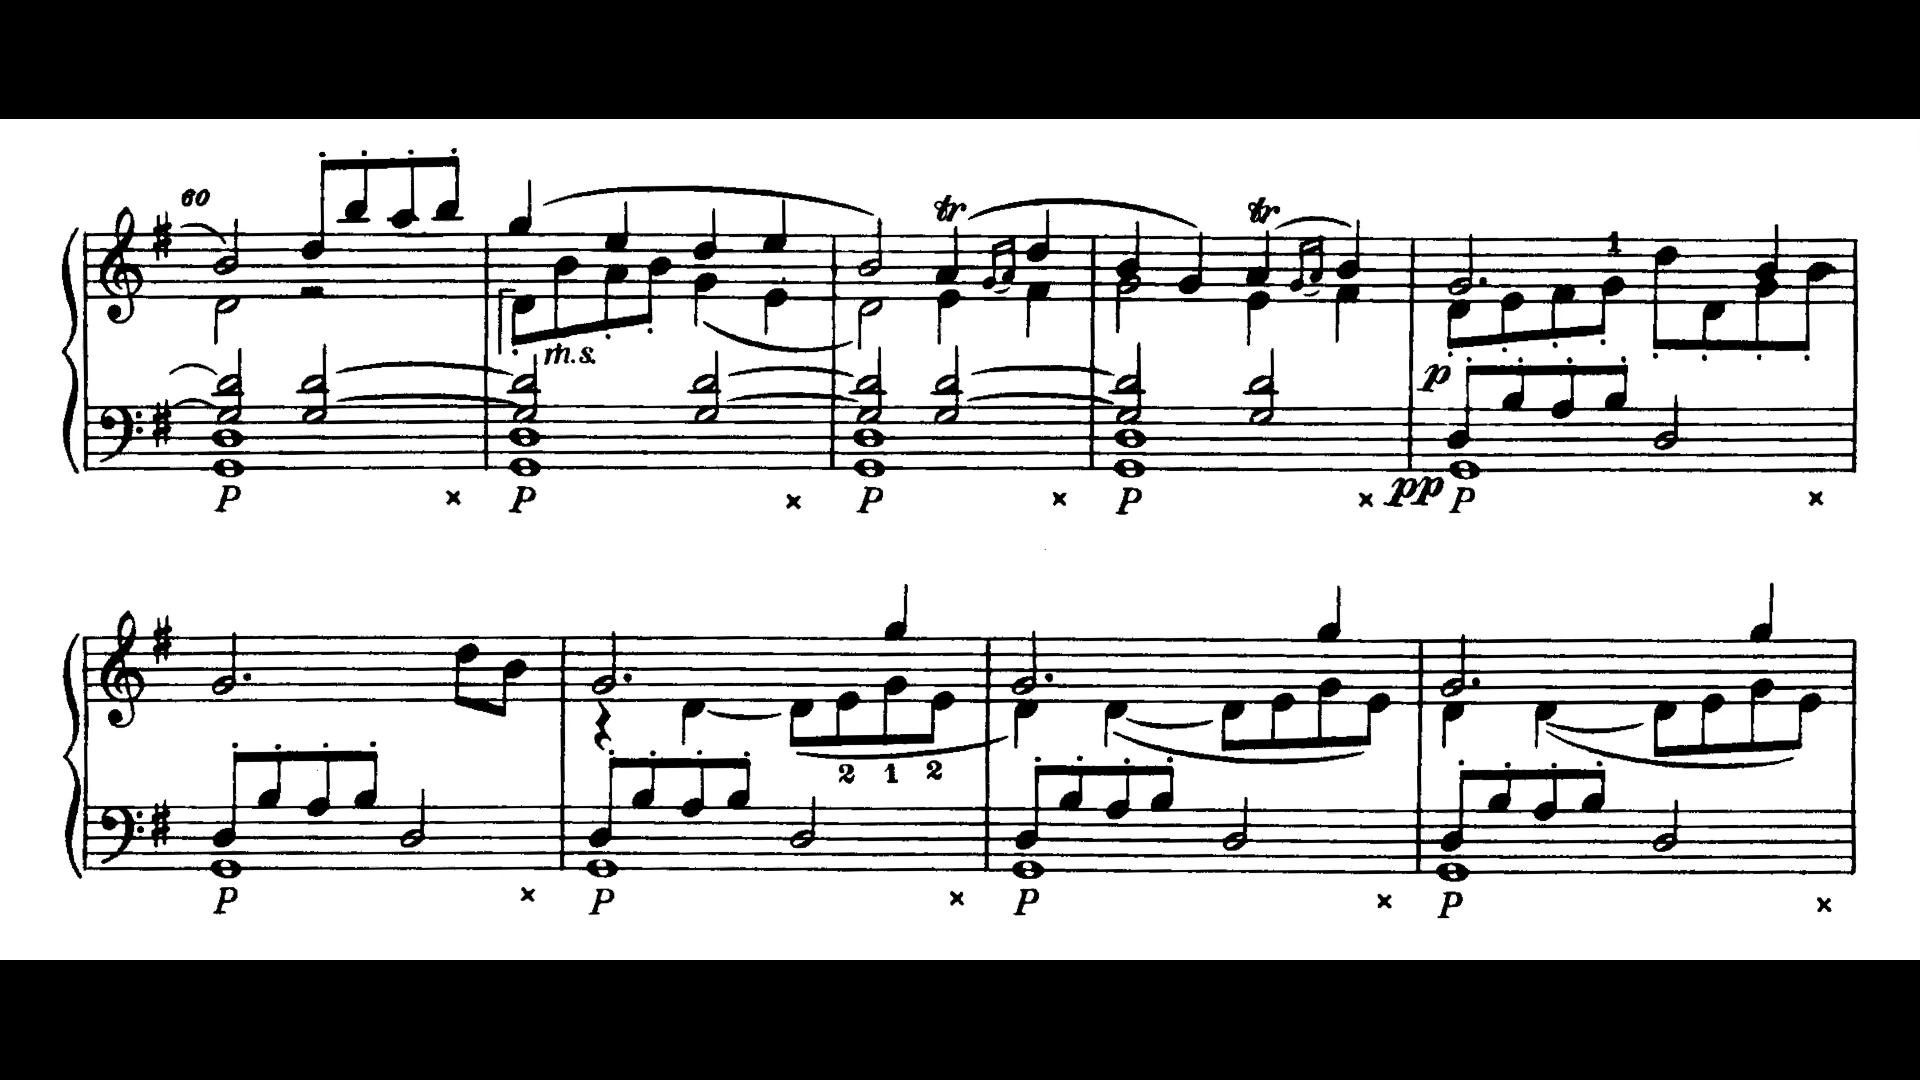 60
tr tr 1
m.s.
p
P × P × P × P × pp P ×
2 1 2
P × P × P × P ×